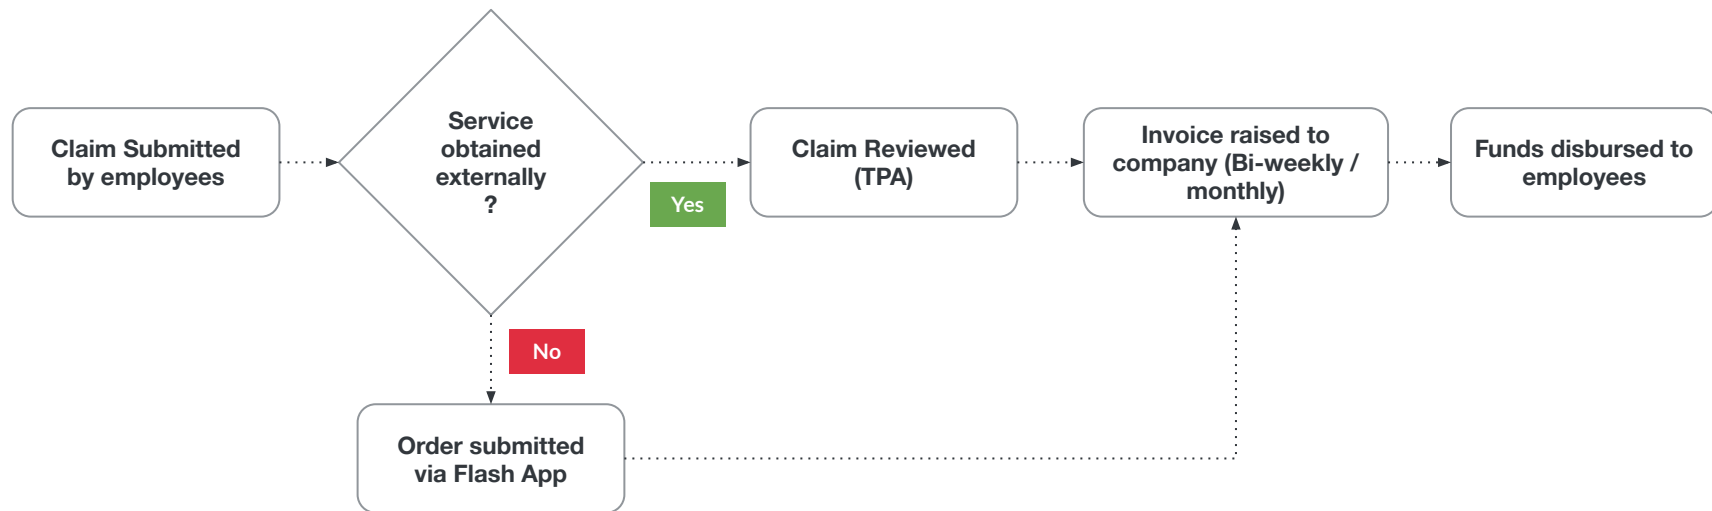 Claim Submitted
by employees
Service
obtained
externally
?
Yes
Claim Reviewed
(TPA)
Invoice raised to
company (Bi-weekly /
monthly)
Funds disbursed to
employees
No
Order submitted
via Flash App